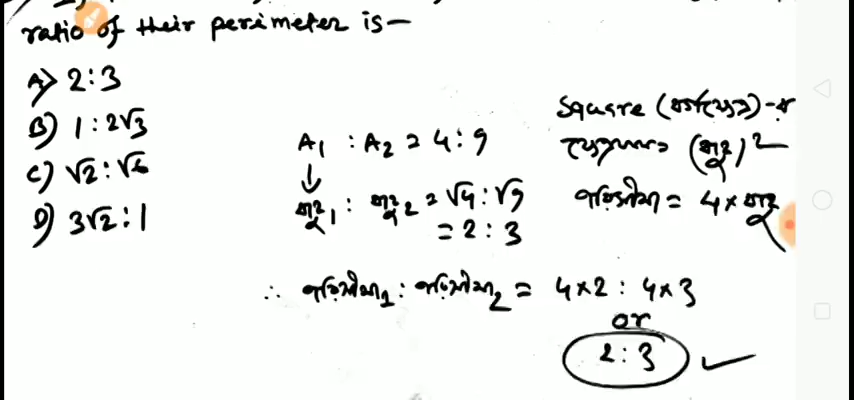 ratio of their perimeter is—
A) 2:3
B) 1:2√3
C) √2:√6
D) 3√2:1
Square (বর্গক্ষেত্র)-র
ক্ষেত্রফল= (বাহু)²
পরিসীমা = 4×বাহু
A₁ : A₂ = 4:9
↓
বাহু₁ : বাহু₂ = √4:√9
= 2:3
∴ পরিসীমা₁ : পরিসীমা₂ = 4×2 : 4×3
or
2:3 ✓